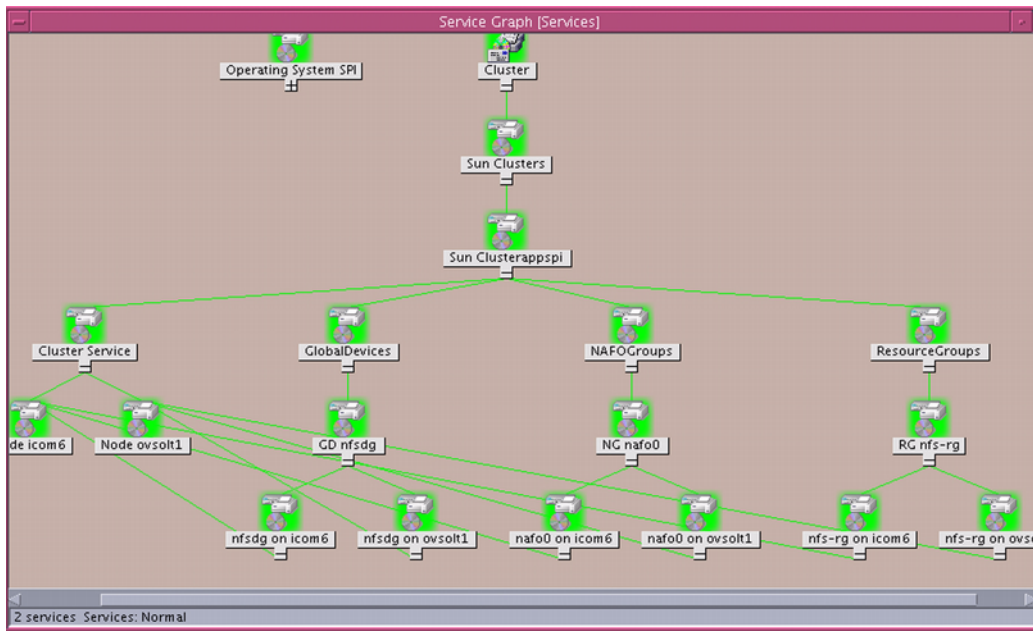 Service Graph [Services]
Operating System SPI
Cluster
Sun Clusters
Sun Clusterappspi
Cluster Service
GlobalDevices
NAFOGroups
ResourceGroups
de icom6
Node ovsolt1
GD nfsdg
NG nafo0
RG nfs-rg
nfsdg on icom6
nfsdg on ovsolt1
nafo0 on icom6
nafo0 on ovsolt1
nfs-rg on icom6
nfs-rg on ovso
2 services Services: Normal